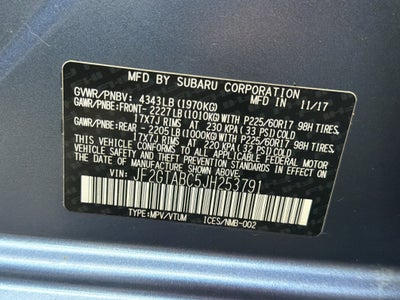 MFD. BY SUBARU CORPORATION 11/17
GVWR/PNBV: 4343LB (1970KG)
GAWR/PNBE: FRONT- 2227LB (1010KG) WITH P225/60R17 98H TIRES.
17X7J RIMS AT 230 KPA (33 PSI) COLD
GAWR/PNBE: REAR - 2205LB (1000KG) WITH P225/60R17 98H TIRES.
17X7J RIMS AT 220 KPA (32 PSI) COLD
THIS VEHICLE CONFORMS TO ALL APPLICABLE
FEDERAL MOTOR VEHICLE SAFETY, BUMPER, AND
THEFT PREVENTION STANDARDS IN EFFECT ON
THE DATE OF MANUFACTURE SHOWN ABOVE.
VIN: JF2GTABC5JH253791
TYPE:MPV/VTUM ICES/NMB-002